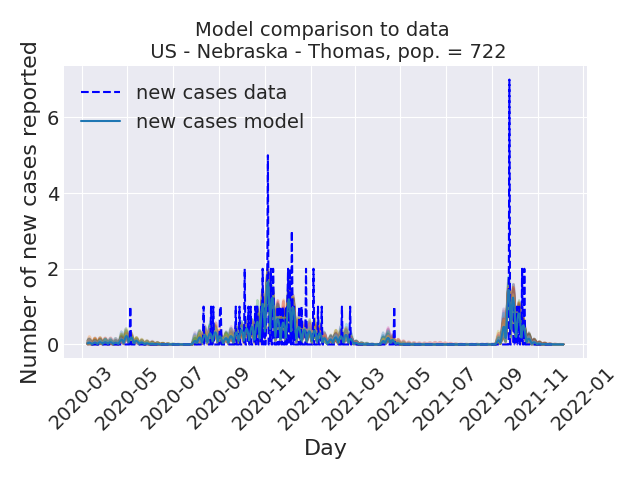 Model comparison to data
US - Nebraska - Thomas, pop. = 722
Number of new cases reported
6
4
2
0
new cases data
new cases model
2020-03
2020-05
2020-07
2020-09
2020-11
2021-01
2021-03
2021-05
2021-07
2021-09
2021-11
2022-01
Day